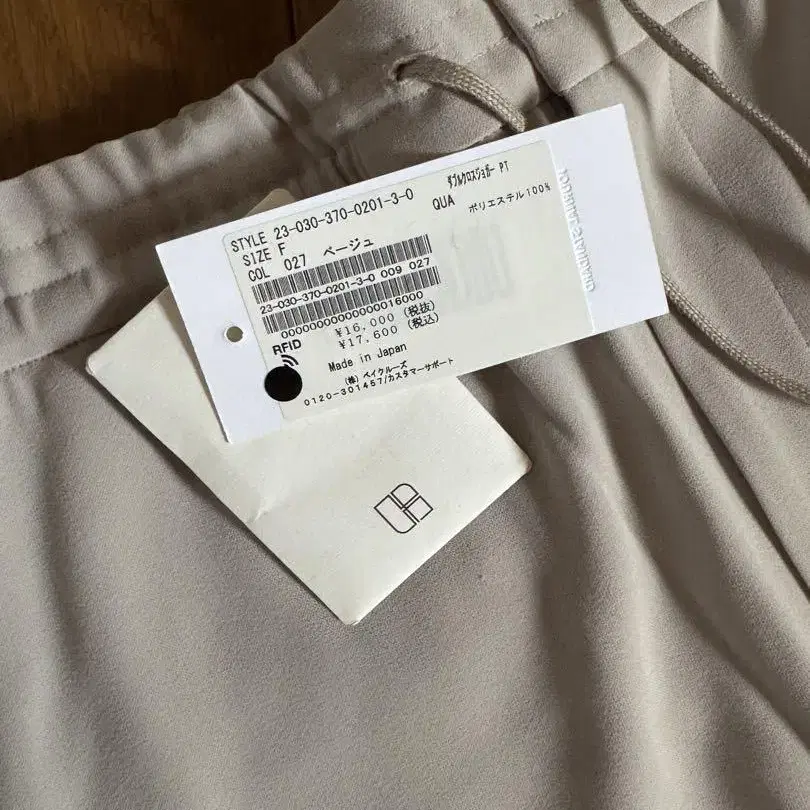 STYLE 23-030-370-0201-3-0 ダブルクロスジョガー PT
SIZE F QUA ポリエステル100%
COL 027 ベージュ
23-030-370-0201-3-0 009 027
00000000000000016000
¥16,000 (税抜)
¥17,600 (税込)
RFID
Made in Japan
(株) ベイクルーズ
0120-301457/カスタマーサポート